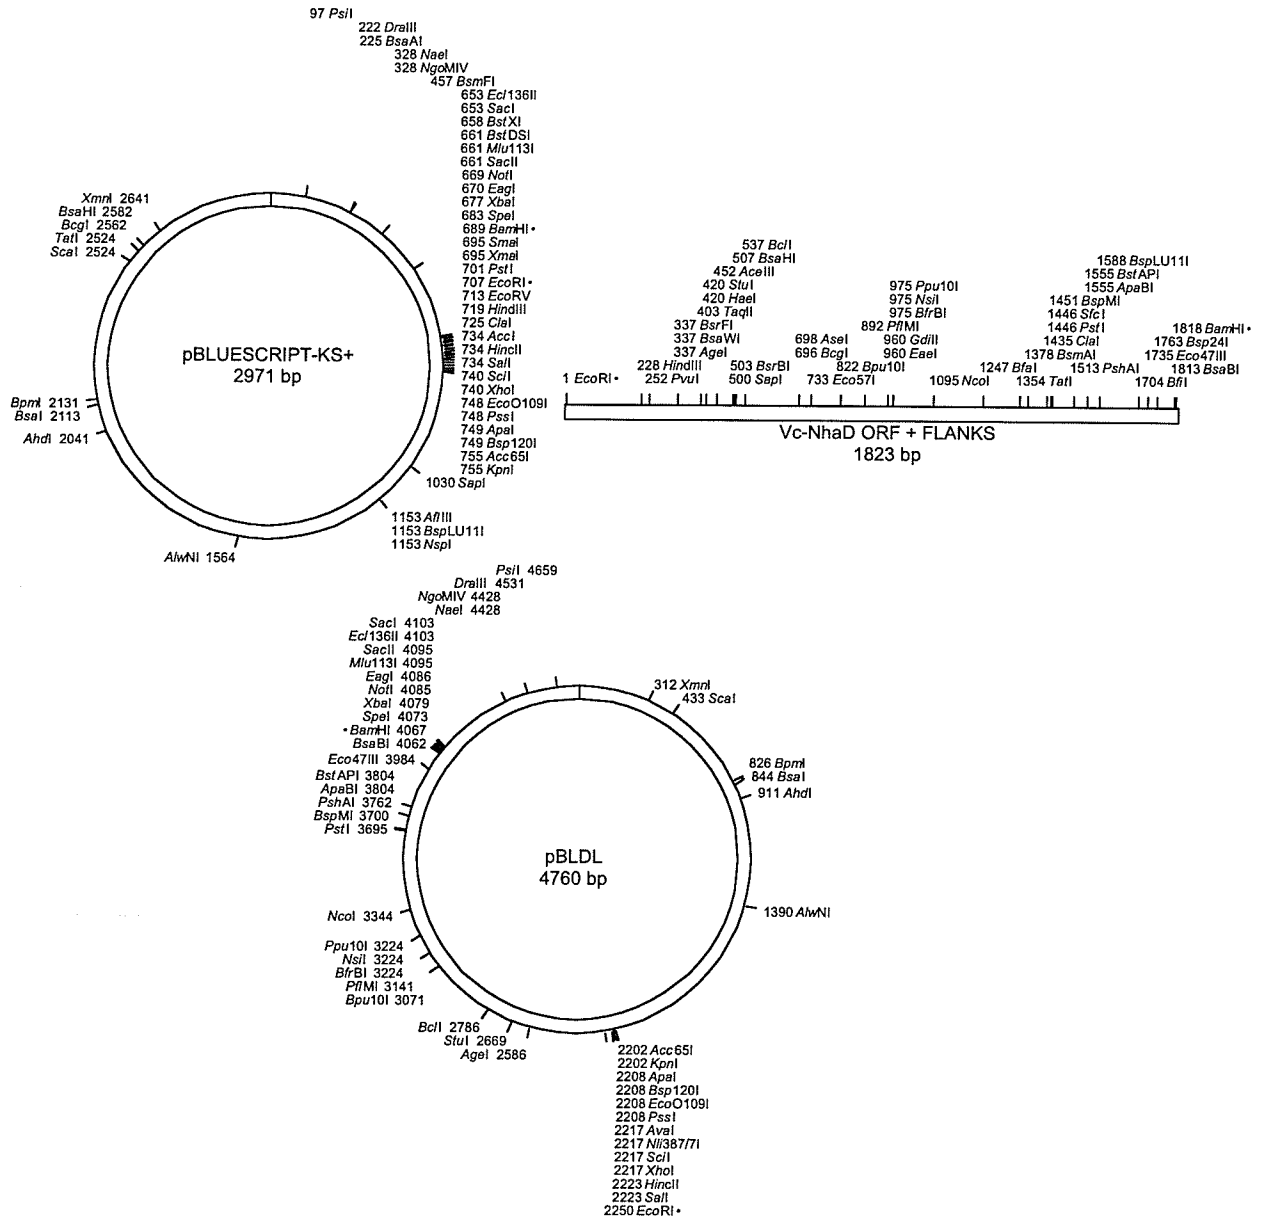 97 PsiI
222 DraIII
225 BsaAI
328 NaeI
328 NgoMIV
457 BsmFI
653 Ecl136II
653 SacI
658 BstXI
661 BstDSI
661 Mlu113I
661 SacII
669 NotI
670 EagI
677 XbaI
683 SpeI
689 BamHI •
695 SmaI
695 XmaI
701 PstI
707 EcoRI •
713 EcoRV
719 HindIII
725 ClaI
734 AccI
734 HincII
734 SalI
740 SciI
740 XhoI
748 EcoO109I
748 PssI
749 ApaI
749 Bsp120I
755 Acc65I
755 KpnI
1030 SapI
1153 AflIII
1153 BspLU11I
1153 NspI
AlwNI 1564
AhdI 2041
BsaI 2113
BpmI 2131
XmnI 2641
BsaHI 2582
BcgI 2562
TatI 2524
ScaI 2524
pBLUESCRIPT-KS+
2971 bp
537 BclI
507 BsaHI
452 AceIII
420 StuI
420 HaeI
403 TaqII
337 BsrFI
337 BsaWI
337 AgeI
228 HindIII
503 BsrBI
1 EcoRI •
252 PvuI
500 SapI
698 AseI
696 BcgI
733 Eco57I
975 Ppu10I
975 NsiI
975 BfrBI
892 PflMI
960 GdiII
960 EaeI
822 Bpu10I
1095 NcoI
1588 BspLU11I
1555 BstAPI
1555 ApaBI
1451 BspMI
1446 SfcI
1446 PstI
1435 ClaI
1378 BsmAI
1247 BfaI
1513 PshAI
1354 TatI
1818 BamHI •
1763 Bsp24I
1735 Eco47III
1813 BsaBI
1704 BfiI
Vc-NhaD ORF + FLANKS
1823 bp
PsiI 4659
DraIII 4531
NgoMIV 4428
NaeI 4428
SacI 4103
Ecl136II 4103
SacII 4095
Mlu113I 4095
EagI 4086
NotI 4085
XbaI 4079
SpeI 4073
• BamHI 4067
BsaBI 4062
Eco47III 3984
BstAPI 3804
ApaBI 3804
PshAI 3762
BspMI 3700
PstI 3695
NcoI 3344
Ppu10I 3224
NsiI 3224
BfrBI 3224
PflMI 3141
Bpu10I 3071
BclI 2786
StuI 2669
AgeI 2586
312 XmnI
433 ScaI
826 BpmI
844 BsaI
911 AhdI
1390 AlwNI
pBLDL
4760 bp
2202 Acc65I
2202 KpnI
2208 ApaI
2208 Bsp120I
2208 EcoO109I
2208 PssI
2217 AvaI
2217 Nli387/7I
2217 SciI
2217 XhoI
2223 HincII
2223 SalI
2250 EcoRI •